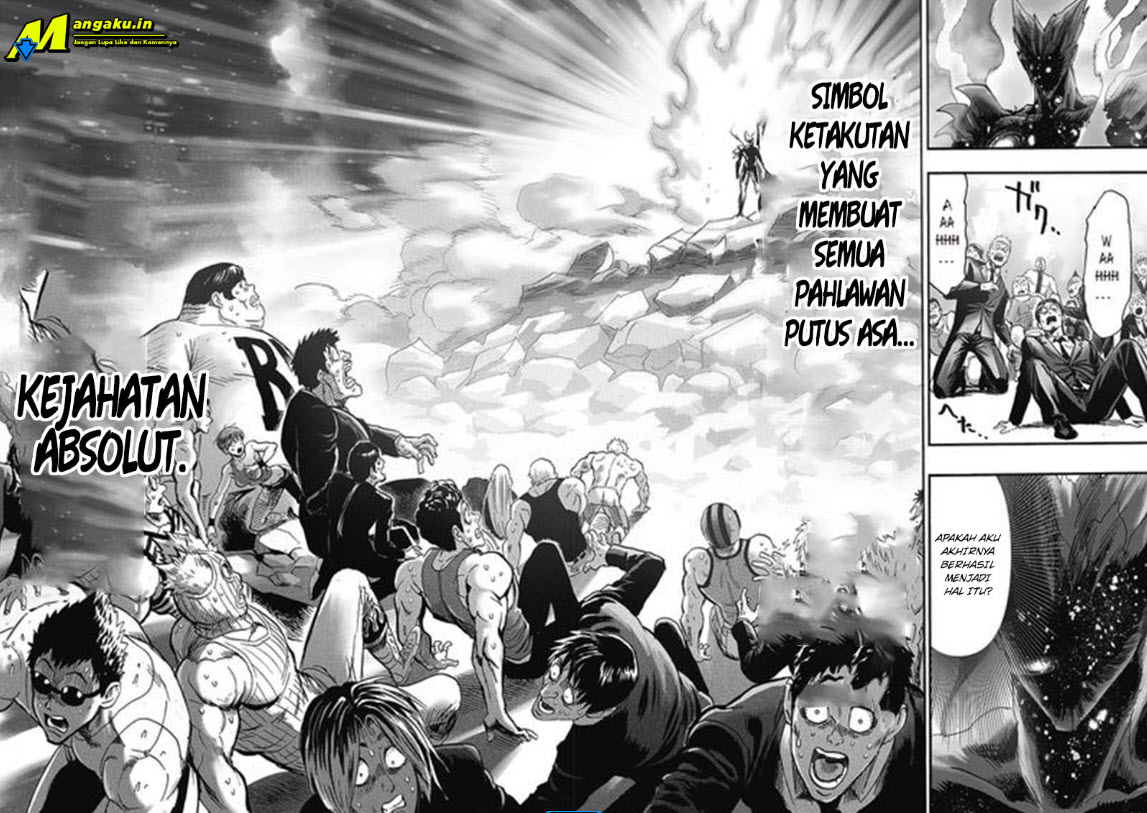 Mangaku.in
Jangan Lupa Like dan Komennya
ガクッ..
W
AA
HHH
...
A
AA
HHH
...
へた…
APAKAH AKU
AKHIRNYA
BERHASIL
MENJADI
HAL ITU?
SIMBOL
KETAKUTAN
YANG
MEMBUAT
SEMUA
PAHLAWAN
PUTUS ASA...
R
KEJAHATAN
ABSOLUT.